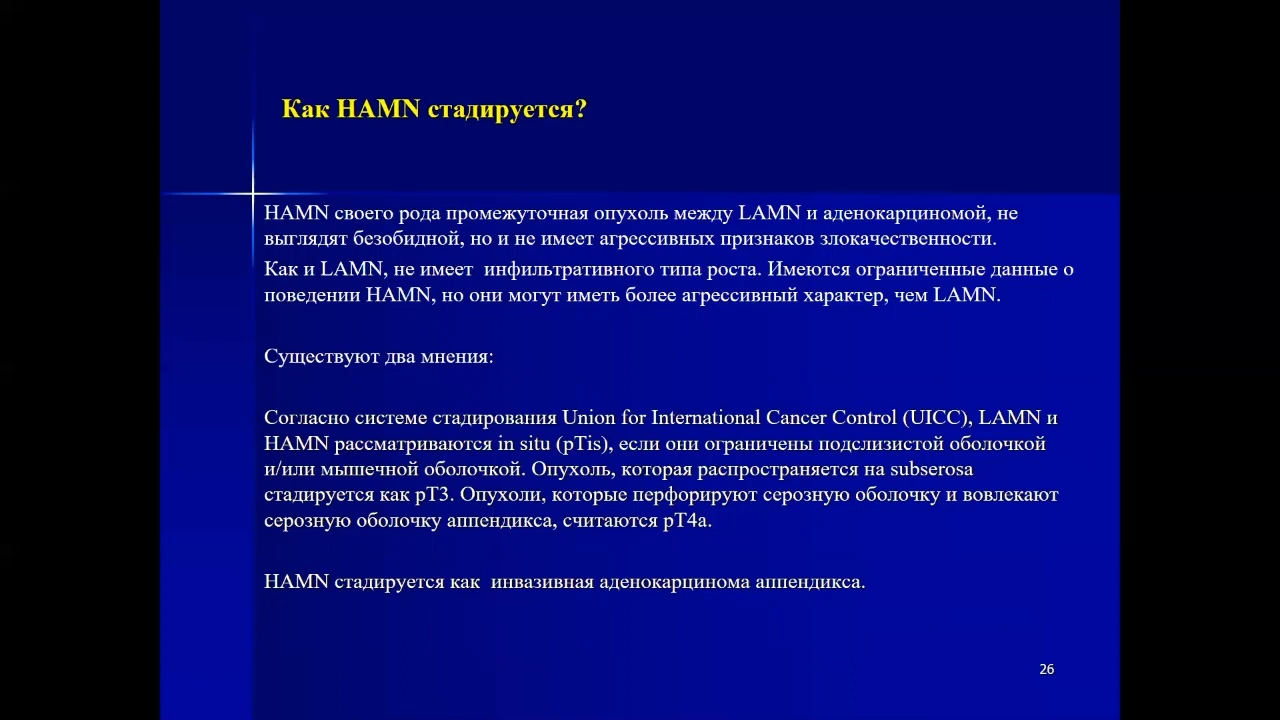 Как HAMN стадируется?
HAMN своего рода промежуточная опухоль между LAMN и аденокарциномой, не
выглядят безобидной, но и не имеет агрессивных признаков злокачественности.
Как и LAMN, не имеет инфильтративного типа роста. Имеются ограниченные данные о
поведении HAMN, но они могут иметь более агрессивный характер, чем LAMN.
Существуют два мнения:
Согласно системе стадирования Union for International Cancer Control (UICC), LAMN и
HAMN рассматриваются in situ (pTis), если они ограничены подслизистой оболочкой
и/или мышечной оболочкой. Опухоль, которая распространяется на subserosa
стадируется как pT3. Опухоли, которые перфорируют серозную оболочку и вовлекают
серозную оболочку аппендикса, считаются pT4a.
HAMN стадируется как инвазивная аденокарцинома аппендикса.
26